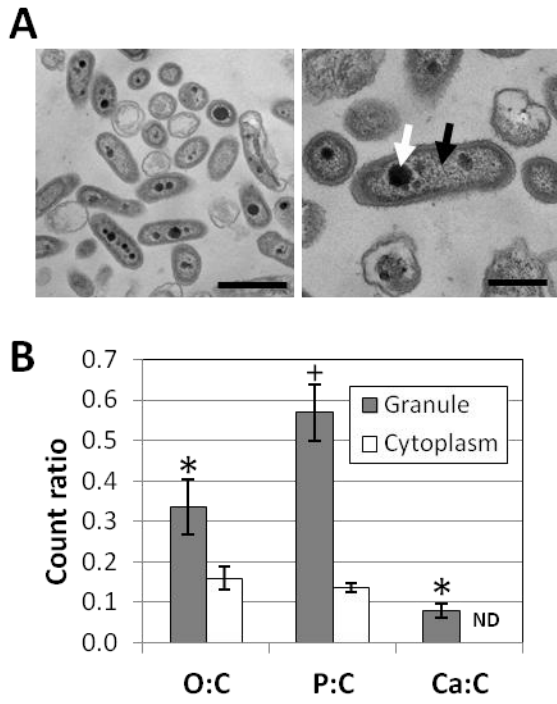 A
B
0.7
0.6
0.5
0.4
0.3
0.2
0.1
0.0
Count ratio
+
*
*
Granule
Cytoplasm
ND
O:C P:C Ca:C